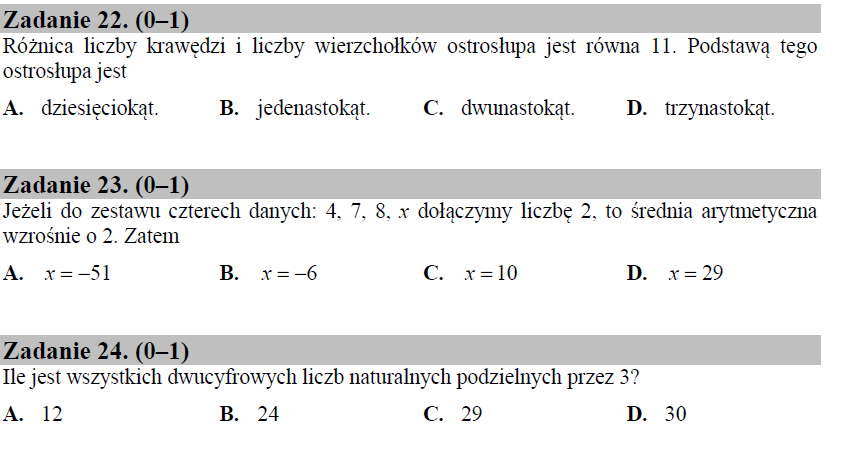 Zadanie 22. (0–1)
Różnica liczby krawędzi i liczby wierzchołków ostrosłupa jest równa 11. Podstawą tego
ostrosłupa jest
A. dziesięciokąt. B. jedenastokąt. C. dwunastokąt. D. trzynastokąt.
Zadanie 23. (0–1)
Jeżeli do zestawu czterech danych: 4, 7, 8, x dołączymy liczbę 2, to średnia arytmetyczna
wzrośnie o 2. Zatem
A. x = –51 B. x = –6 C. x = 10 D. x = 29
Zadanie 24. (0–1)
Ile jest wszystkich dwucyfrowych liczb naturalnych podzielnych przez 3?
A. 12 B. 24 C. 29 D. 30